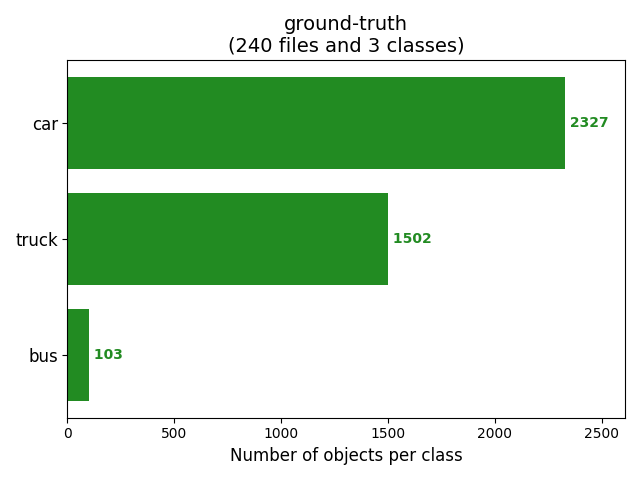 ground-truth
(240 files and 3 classes)
car
2327
truck
1502
bus
103
0 500 1000 1500 2000 2500
Number of objects per class